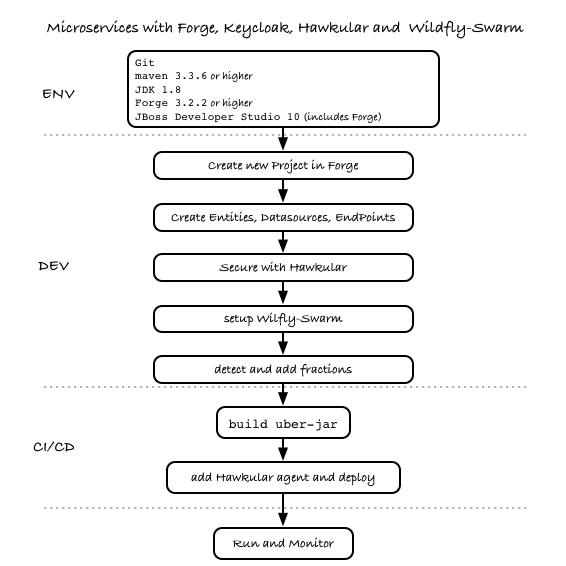 Microservices with Forge, Keycloak, Hawkular and Wildfly-Swarm
ENV
Git
maven 3.3.6 or higher
JDK 1.8
Forge 3.2.2 or higher
JBoss Developer Studio 10 (includes Forge)
DEV
Create new Project in Forge
Create Entities, Datasources, EndPoints
Secure with Hawkular
setup Wilfly-Swarm
detect and add fractions
CI/CD
build uber-jar
add Hawkular agent and deploy
Run and Monitor